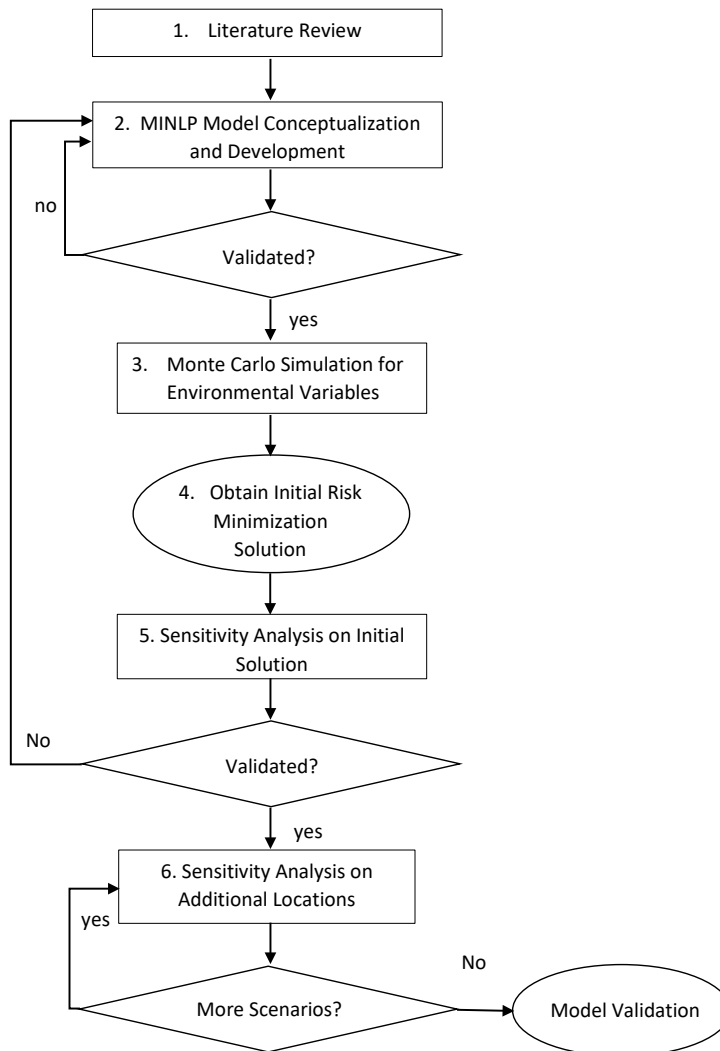 1. Literature Review
2. MINLP Model Conceptualization
and Development
no
Validated?
yes
3. Monte Carlo Simulation for
Environmental Variables
4. Obtain Initial Risk
Minimization
Solution
5. Sensitivity Analysis on Initial
Solution
No
Validated?
yes
6. Sensitivity Analysis on
Additional Locations
yes
No
More Scenarios?
Model Validation